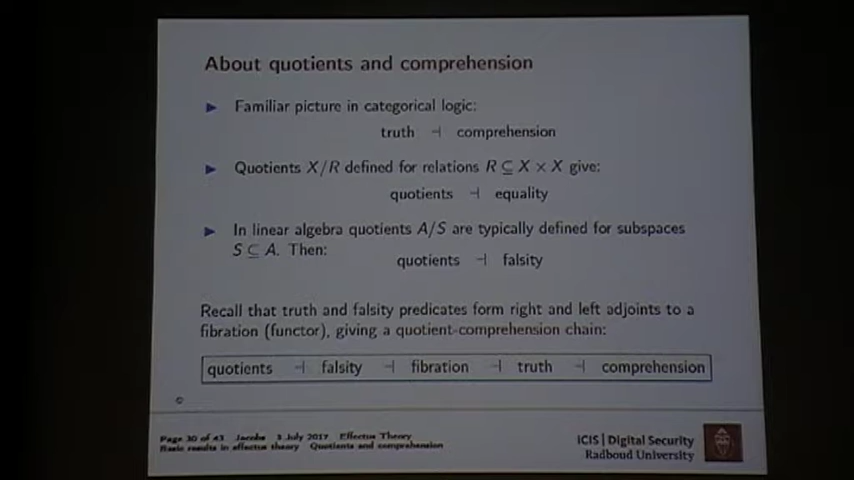 About quotients and comprehension
▶ Familiar picture in categorical logic:
truth ⊣ comprehension
▶ Quotients X/R defined for relations R ⊆ X × X give:
quotients ⊣ equality
▶ In linear algebra quotients A/S are typically defined for subspaces
S ⊆ A. Then:
quotients ⊣ falsity
Recall that truth and falsity predicates form right and left adjoints to a
fibration (functor), giving a quotient-comprehension chain:
quotients ⊣ falsity ⊣ fibration ⊣ truth ⊣ comprehension
Page 30 of 43 Jacobs 3 July 2017 Effectus Theory
Basic results in effectus theory Quotients and comprehension
iCIS | Digital Security
Radboud University